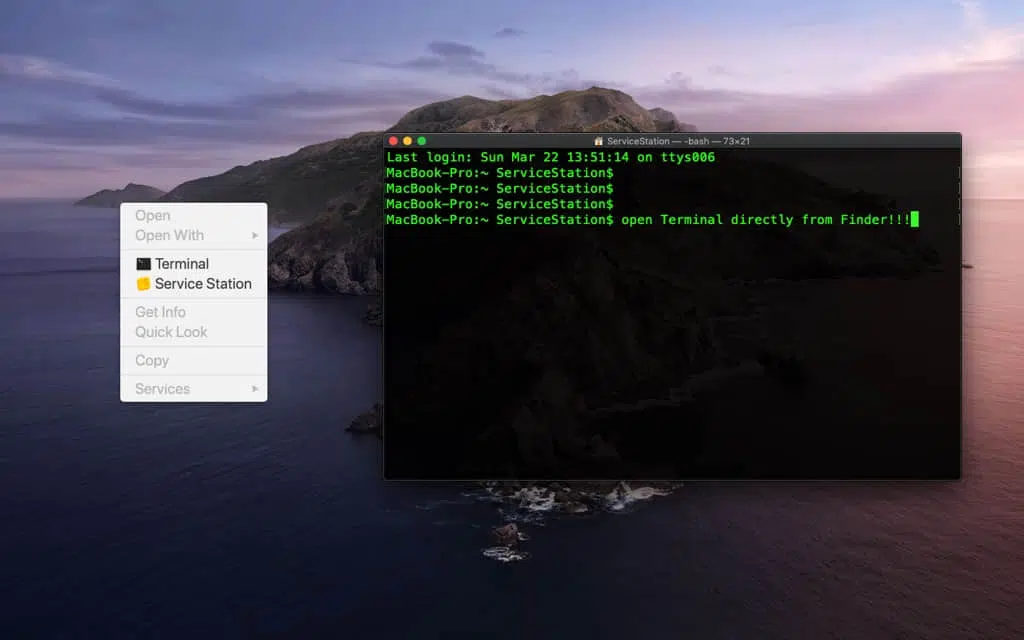 Open
Open With
Terminal
Service Station
Get Info
Quick Look
Copy
Services
ServiceStation — -bash — 73×21
Last login: Sun Mar 22 13:51:14 on ttys006
MacBook-Pro:~ ServiceStation$
MacBook-Pro:~ ServiceStation$
MacBook-Pro:~ ServiceStation$
MacBook-Pro:~ ServiceStation$ open Terminal directly from Finder!!!